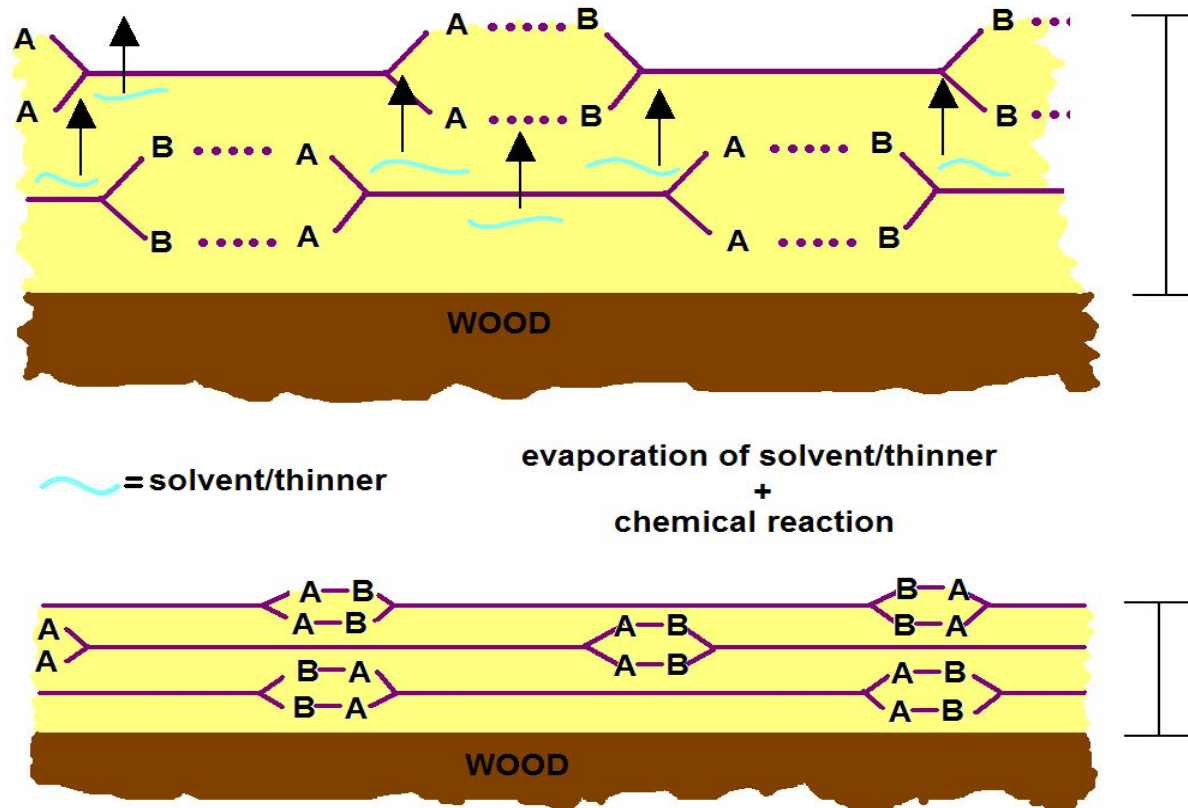 A B B
A
A B B
B A A B
B A A B
WOOD
= solvent/thinner
evaporation of solvent/thinner
+
chemical reaction
A B B A
A B B A
A A B
A A B
B A A B
B A A B
WOOD